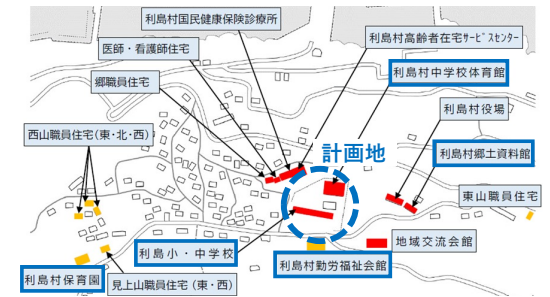 利島村国民健康保険診療所
利島村高齢者在宅ｻｰﾋﾞｽセンター
医師・看護師住宅
利島村中学校体育館
郷職員住宅
利島村役場
西山職員住宅(東・北・西)
計画地
利島村郷土資料館
東山職員住宅
利島小・中学校
地域交流会館
利島村勤労福祉会館
利島村保育園
見上山職員住宅(東・西)